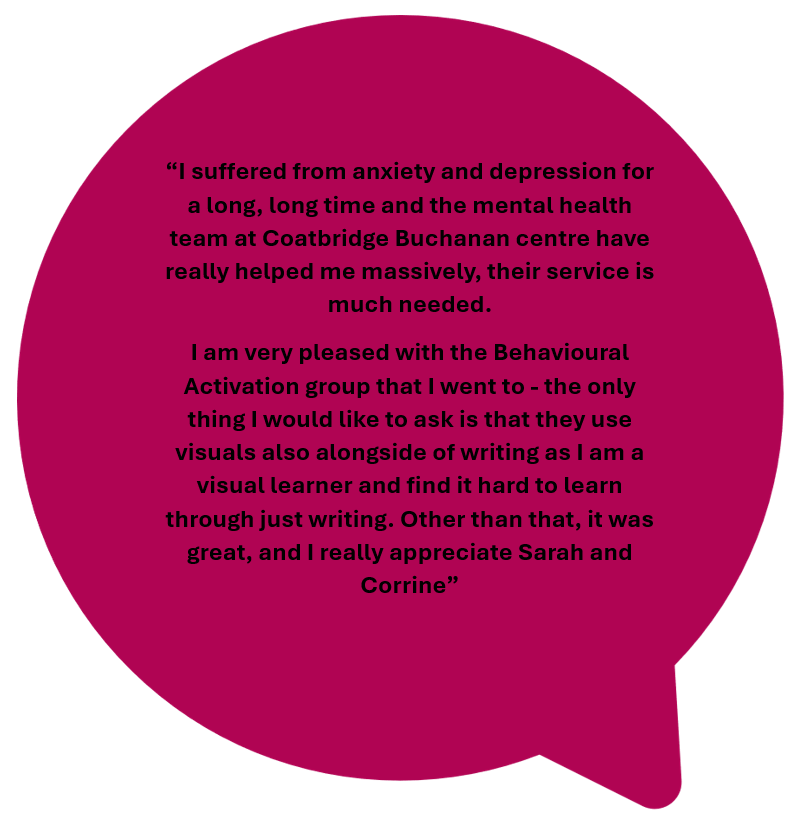 “I suffered from anxiety and depression for
a long, long time and the mental health
team at Coatbridge Buchanan centre have
really helped me massively, their service is
much needed.
I am very pleased with the Behavioural
Activation group that I went to - the only
thing I would like to ask is that they use
visuals also alongside of writing as I am a
visual learner and find it hard to learn
through just writing. Other than that, it was
great, and I really appreciate Sarah and
Corrine”